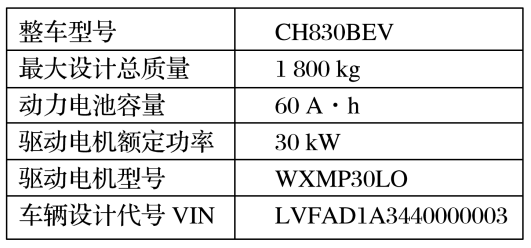 整车型号 CH830BEV
最大设计总质量 1 800 kg
动力电池容量 60 A·h
驱动电机额定功率 30 kW
驱动电机型号 WXMP30LO
车辆设计代号 VIN LVFAD1A3440000003